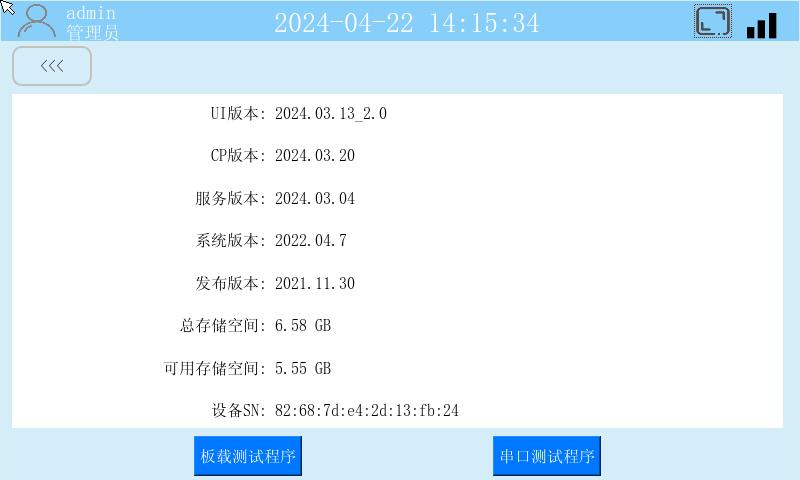 admin
管理员
2024-04-22 14:15:34
<<<
UI版本: 2024.03.13_2.0
CP版本: 2024.03.20
服务版本: 2024.03.04
系统版本: 2022.04.7
发布版本: 2021.11.30
总存储空间: 6.58 GB
可用存储空间: 5.55 GB
设备SN: 82:68:7d:e4:2d:13:fb:24
板载测试程序
串口测试程序